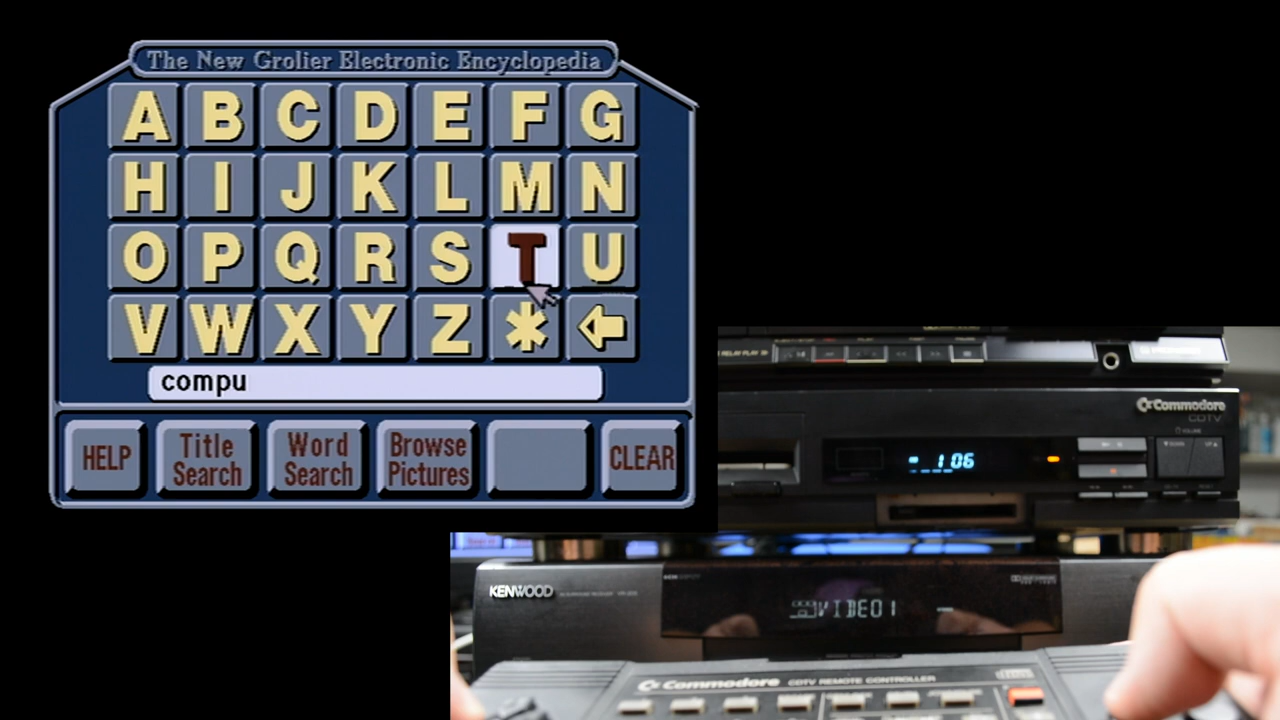 The New Grolier Electronic Encyclopedia
A B C D E F G
H I J K L M N
O P Q R S T U
V W X Y Z *
compu
HELP
Title Search
Word Search
Browse Pictures
CLEAR
Commodore
CDTV
VOLUME
1:06
KENWOOD
VIDEO1
Commodore CDTV REMOTE CONTROLLER